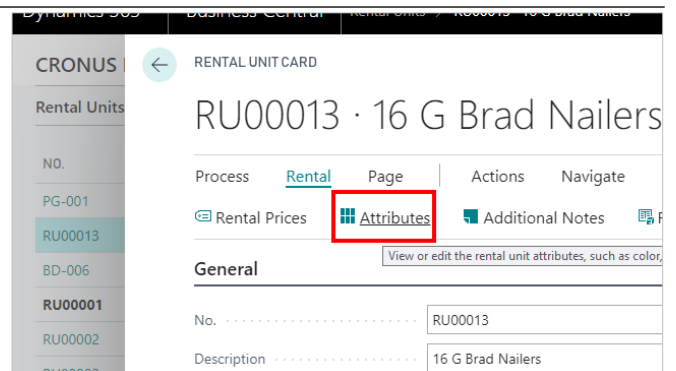 Dynamics 365
Business Central
Rental Units > RU00013 · 16 G Brad Nailers
CRONUS
RENTAL UNIT CARD
Rental Units
RU00013 · 16 G Brad Nailers
NO.
Process Rental Page Actions Navigate
PG-001
Rental Prices Attributes Additional Notes
RU00013
View or edit the rental unit attributes, such as color,
BD-006
General
RU00001
No. RU00013
RU00002
Description 16 G Brad Nailers